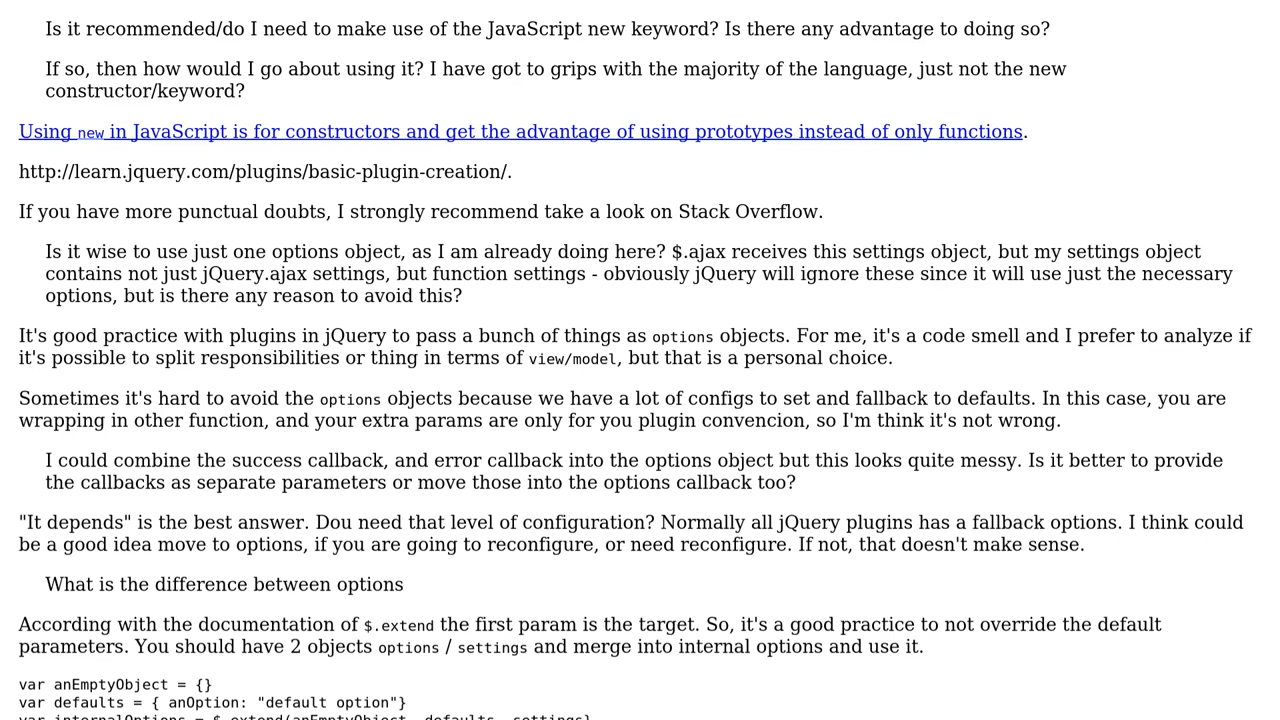 Is it recommended/do I need to make use of the JavaScript new keyword? Is there any advantage to doing so?
If so, then how would I go about using it? I have got to grips with the majority of the language, just not the new
constructor/keyword?
Using new in JavaScript is for constructors and get the advantage of using prototypes instead of only functions.
http://learn.jquery.com/plugins/basic-plugin-creation/.
If you have more punctual doubts, I strongly recommend take a look on Stack Overflow.
Is it wise to use just one options object, as I am already doing here? $.ajax receives this settings object, but my settings object
contains not just jQuery.ajax settings, but function settings - obviously jQuery will ignore these since it will use just the necessary
options, but is there any reason to avoid this?
It's good practice with plugins in jQuery to pass a bunch of things as options objects. For me, it's a code smell and I prefer to analyze if
it's possible to split responsibilities or thing in terms of view/model, but that is a personal choice.
Sometimes it's hard to avoid the options objects because we have a lot of configs to set and fallback to defaults. In this case, you are
wrapping in other function, and your extra params are only for you plugin convencion, so I'm think it's not wrong.
I could combine the success callback, and error callback into the options object but this looks quite messy. Is it better to provide
the callbacks as separate parameters or move those into the options callback too?
"It depends" is the best answer. Dou need that level of configuration? Normally all jQuery plugins has a fallback options. I think could
be a good idea move to options, if you are going to reconfigure, or need reconfigure. If not, that doesn't make sense.
What is the difference between options
According with the documentation of $.extend the first param is the target. So, it's a good practice to not override the default
parameters. You should have 2 objects options / settings and merge into internal options and use it.
var anEmptyObject = {}
var defaults = { anOption: "default option"}
var internalOptions = $.extend(anEmptyObject, defaults, settings}